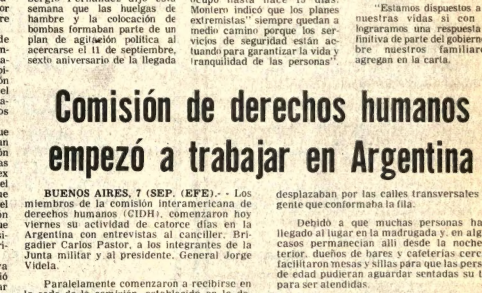 semana que las huelgas de
hambre y la colocación de
bombas formaban parte de un
plan de agitación política al
acercarse el 11 de septiembre,
sexto aniversario de la llegada
Montero indicó que los planes
extremistas" siempre quedan a
medio camino porque los ser-
vicios de seguridad están ac-
tuando para garantizar la vida y
tranquilidad de las personas".
"Estamos dispuestos a
nuestras vidas si con
lograramos una respuesta
finitiva de parte del gobierno
bre nuestros familiares
agregan en la carta.
Comisión de derechos humanos
empezó a trabajar en Argentina
BUENOS AIRES, 7 (SEP. (EFE).- - Los
miembros de la comisión interamericana de
derechos humanos (CIDH), comenzaron hoy
viernes su actividad de catorce días en la
Argentina con entrevistas al canciller, Bri-
gadier Carlos Pastor, a los integrantes de la
Junta militar y al presidente, General Jorge
Videla.
Paralelamente comenzaron a recibirse en
desplazaban por las calles transversales
gente que conformaba la fila.
Debido a que muchas personas ha
llegado al lugar en la madrugada y, en alg
casos permanecían allí desde la noche
terior, dueños de bares y cafeterías cerc
facilitaron mesas y sillas para que las pers
de edad pudieran aguardar sentadas su t
para ser atendidas.